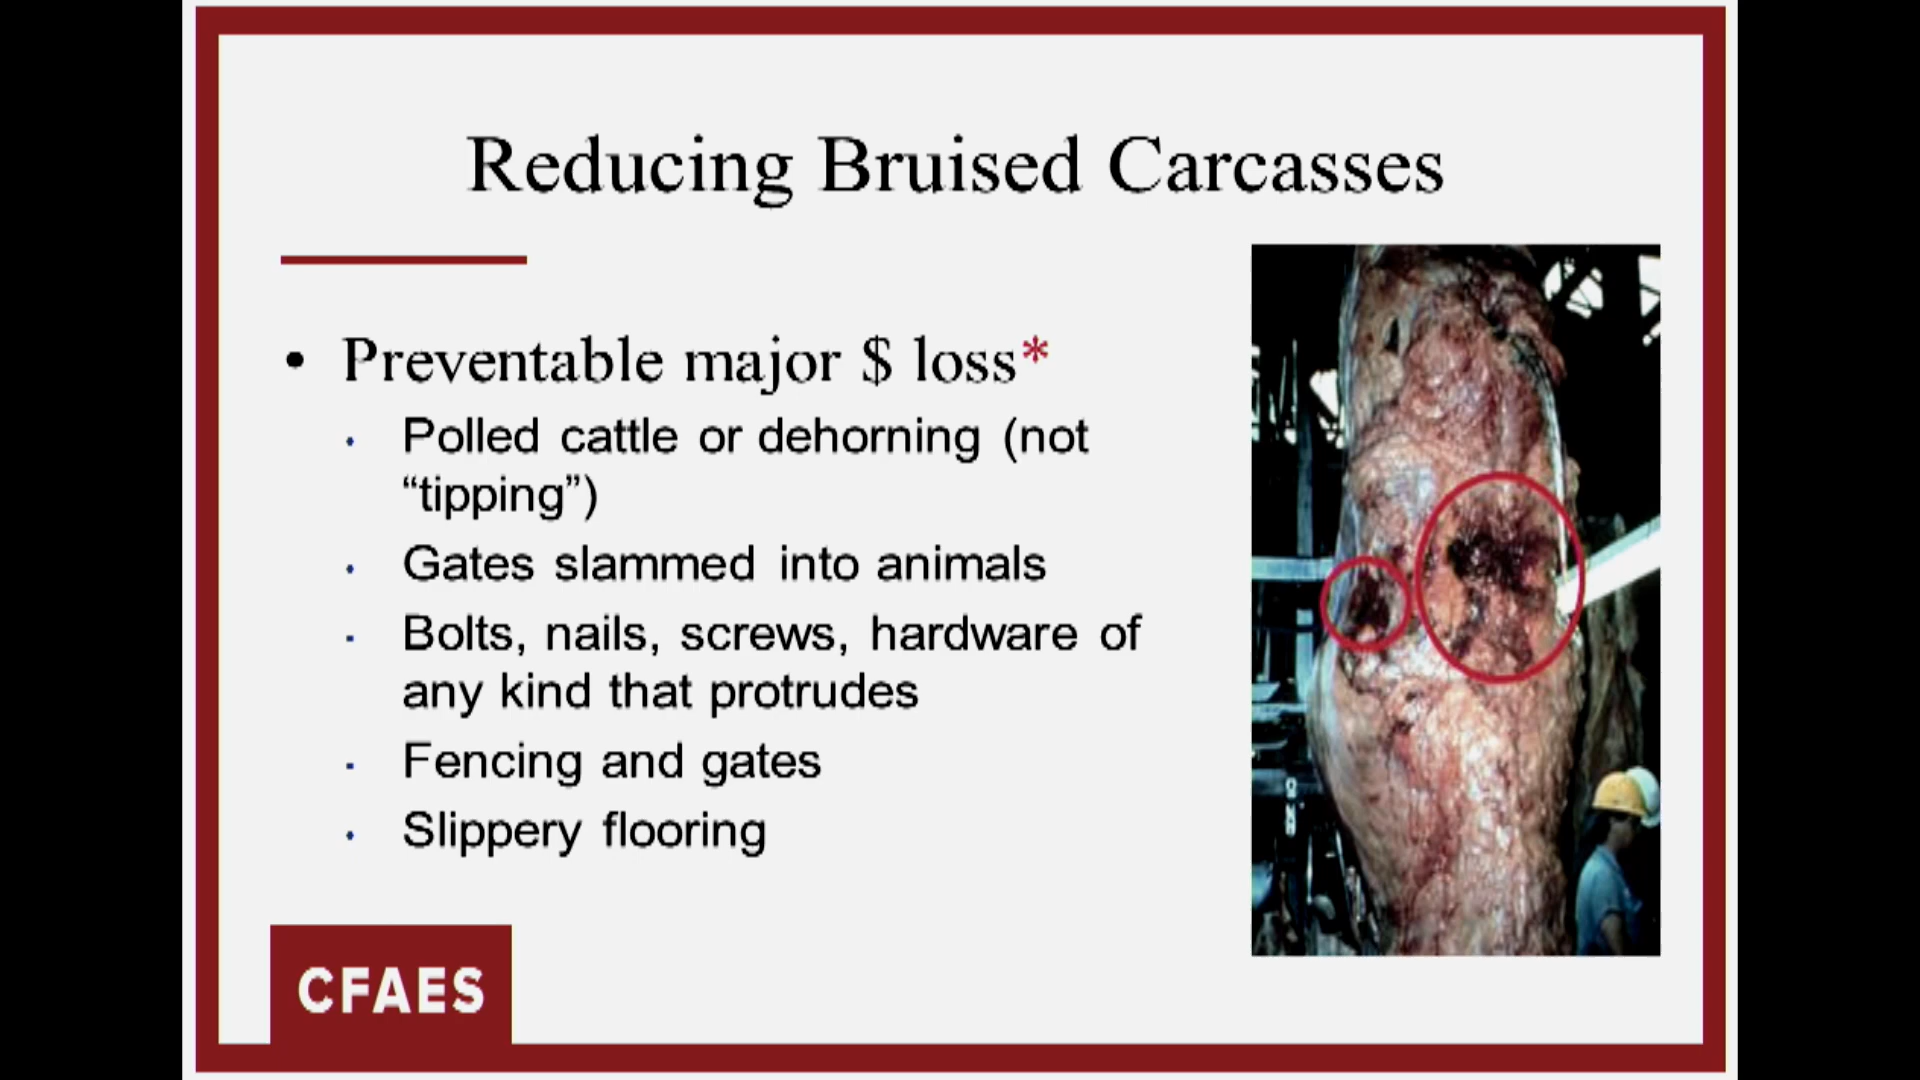 Reducing Bruised Carcasses
• Preventable major $ loss*
• Polled cattle or dehorning (not
“tipping”)
• Gates slammed into animals
• Bolts, nails, screws, hardware of
any kind that protrudes
• Fencing and gates
• Slippery flooring
CFAES